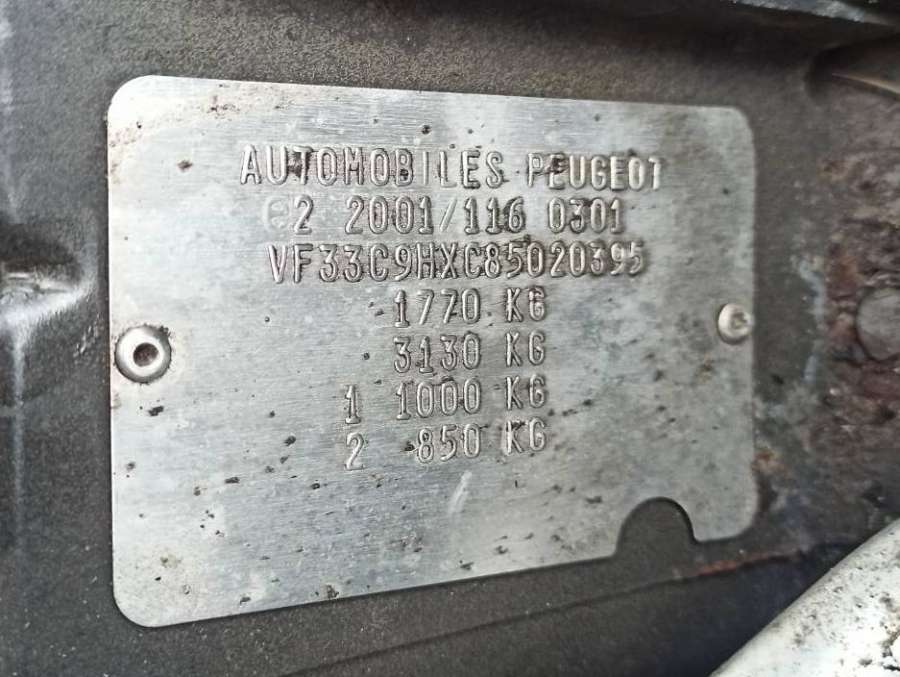 AUTOMOBILES PEUGEOT
e2 2001/116 0301
VF33C9HXC85020395
1770 KG
3130 KG
1 1000 KG
2 850 KG